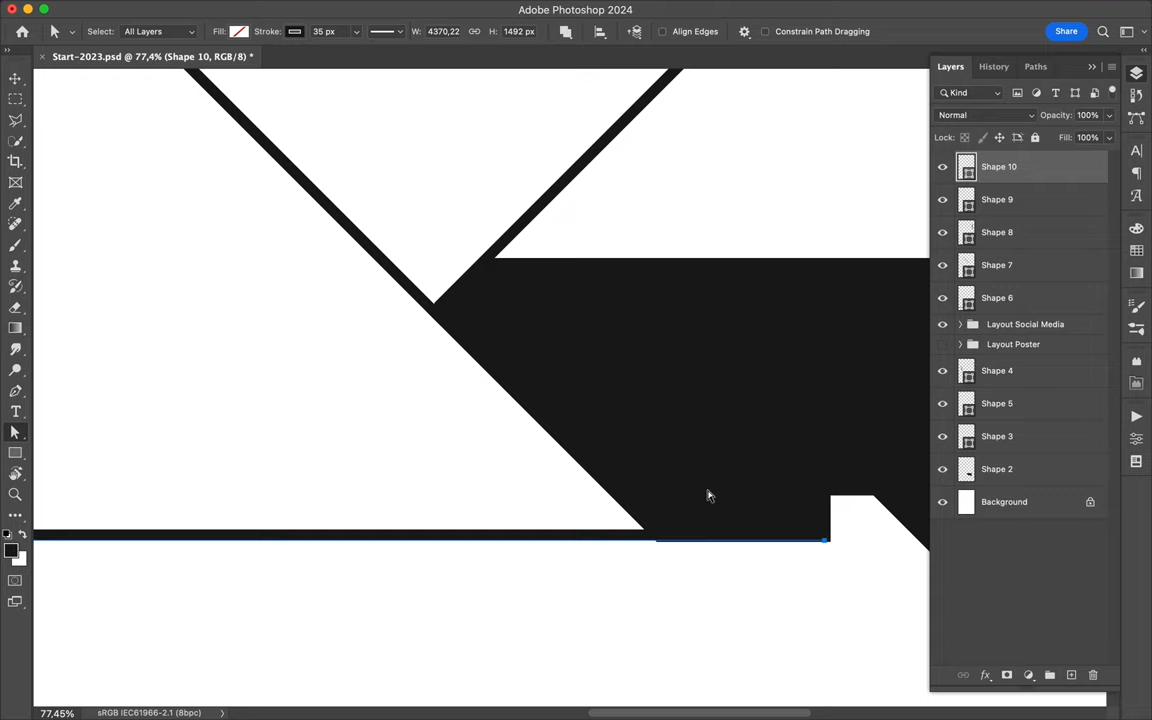 Adobe Photoshop 2024
Select: All Layers Fill: Stroke: 35 px W: 4370,22 H: 1492 px Align Edges Constrain Path Dragging Share
Start-2023.psd @ 77,4% (Shape 10, RGB/8) *
Layers History Paths
Kind
Normal Opacity: 100%
Lock: Fill: 100%
Shape 10
Shape 9
Shape 8
Shape 7
Shape 6
Layout Social Media
Layout Poster
Shape 4
Shape 5
Shape 3
Shape 2
Background
77,45% sRGB IEC61966-2.1 (8bpc)